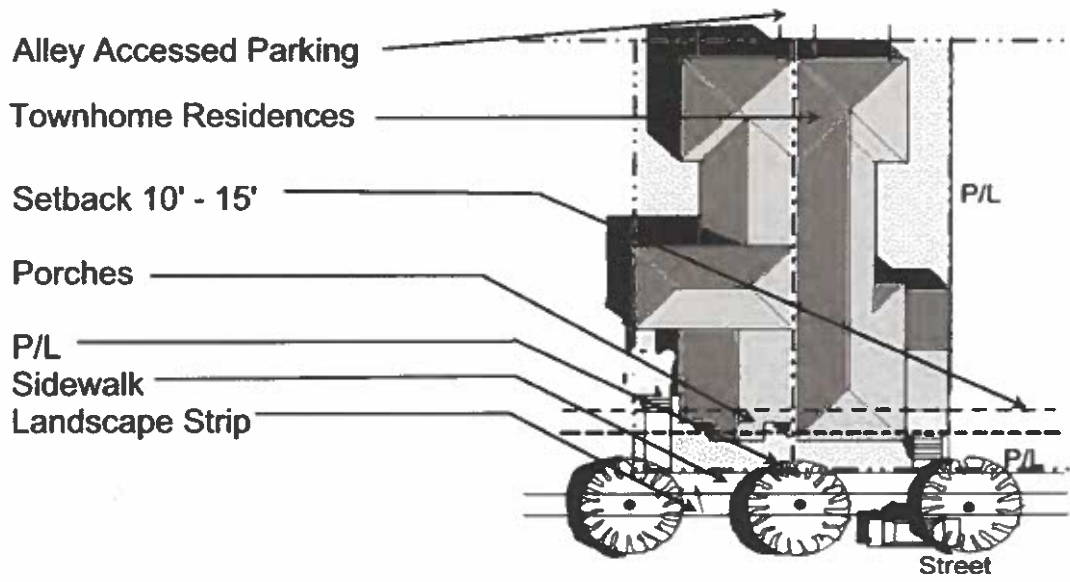 Alley Accessed Parking
Townhome Residences
Setback 10' - 15'
P/L
Porches
P/L
Sidewalk
Landscape Strip
P/L
Street